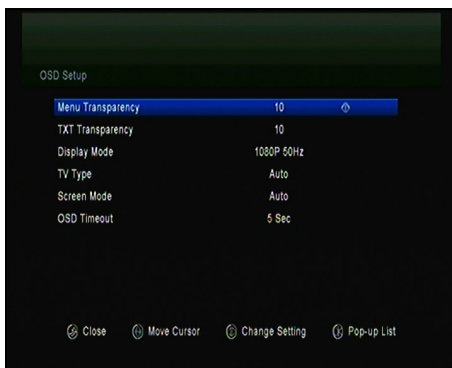 OSD Setup
Menu Transparency 10
TXT Transparency 10
Display Mode 1080P 50Hz
TV Type Auto
Screen Mode Auto
OSD Timeout 5 Sec
Close Move Cursor Change Setting Pop-up List